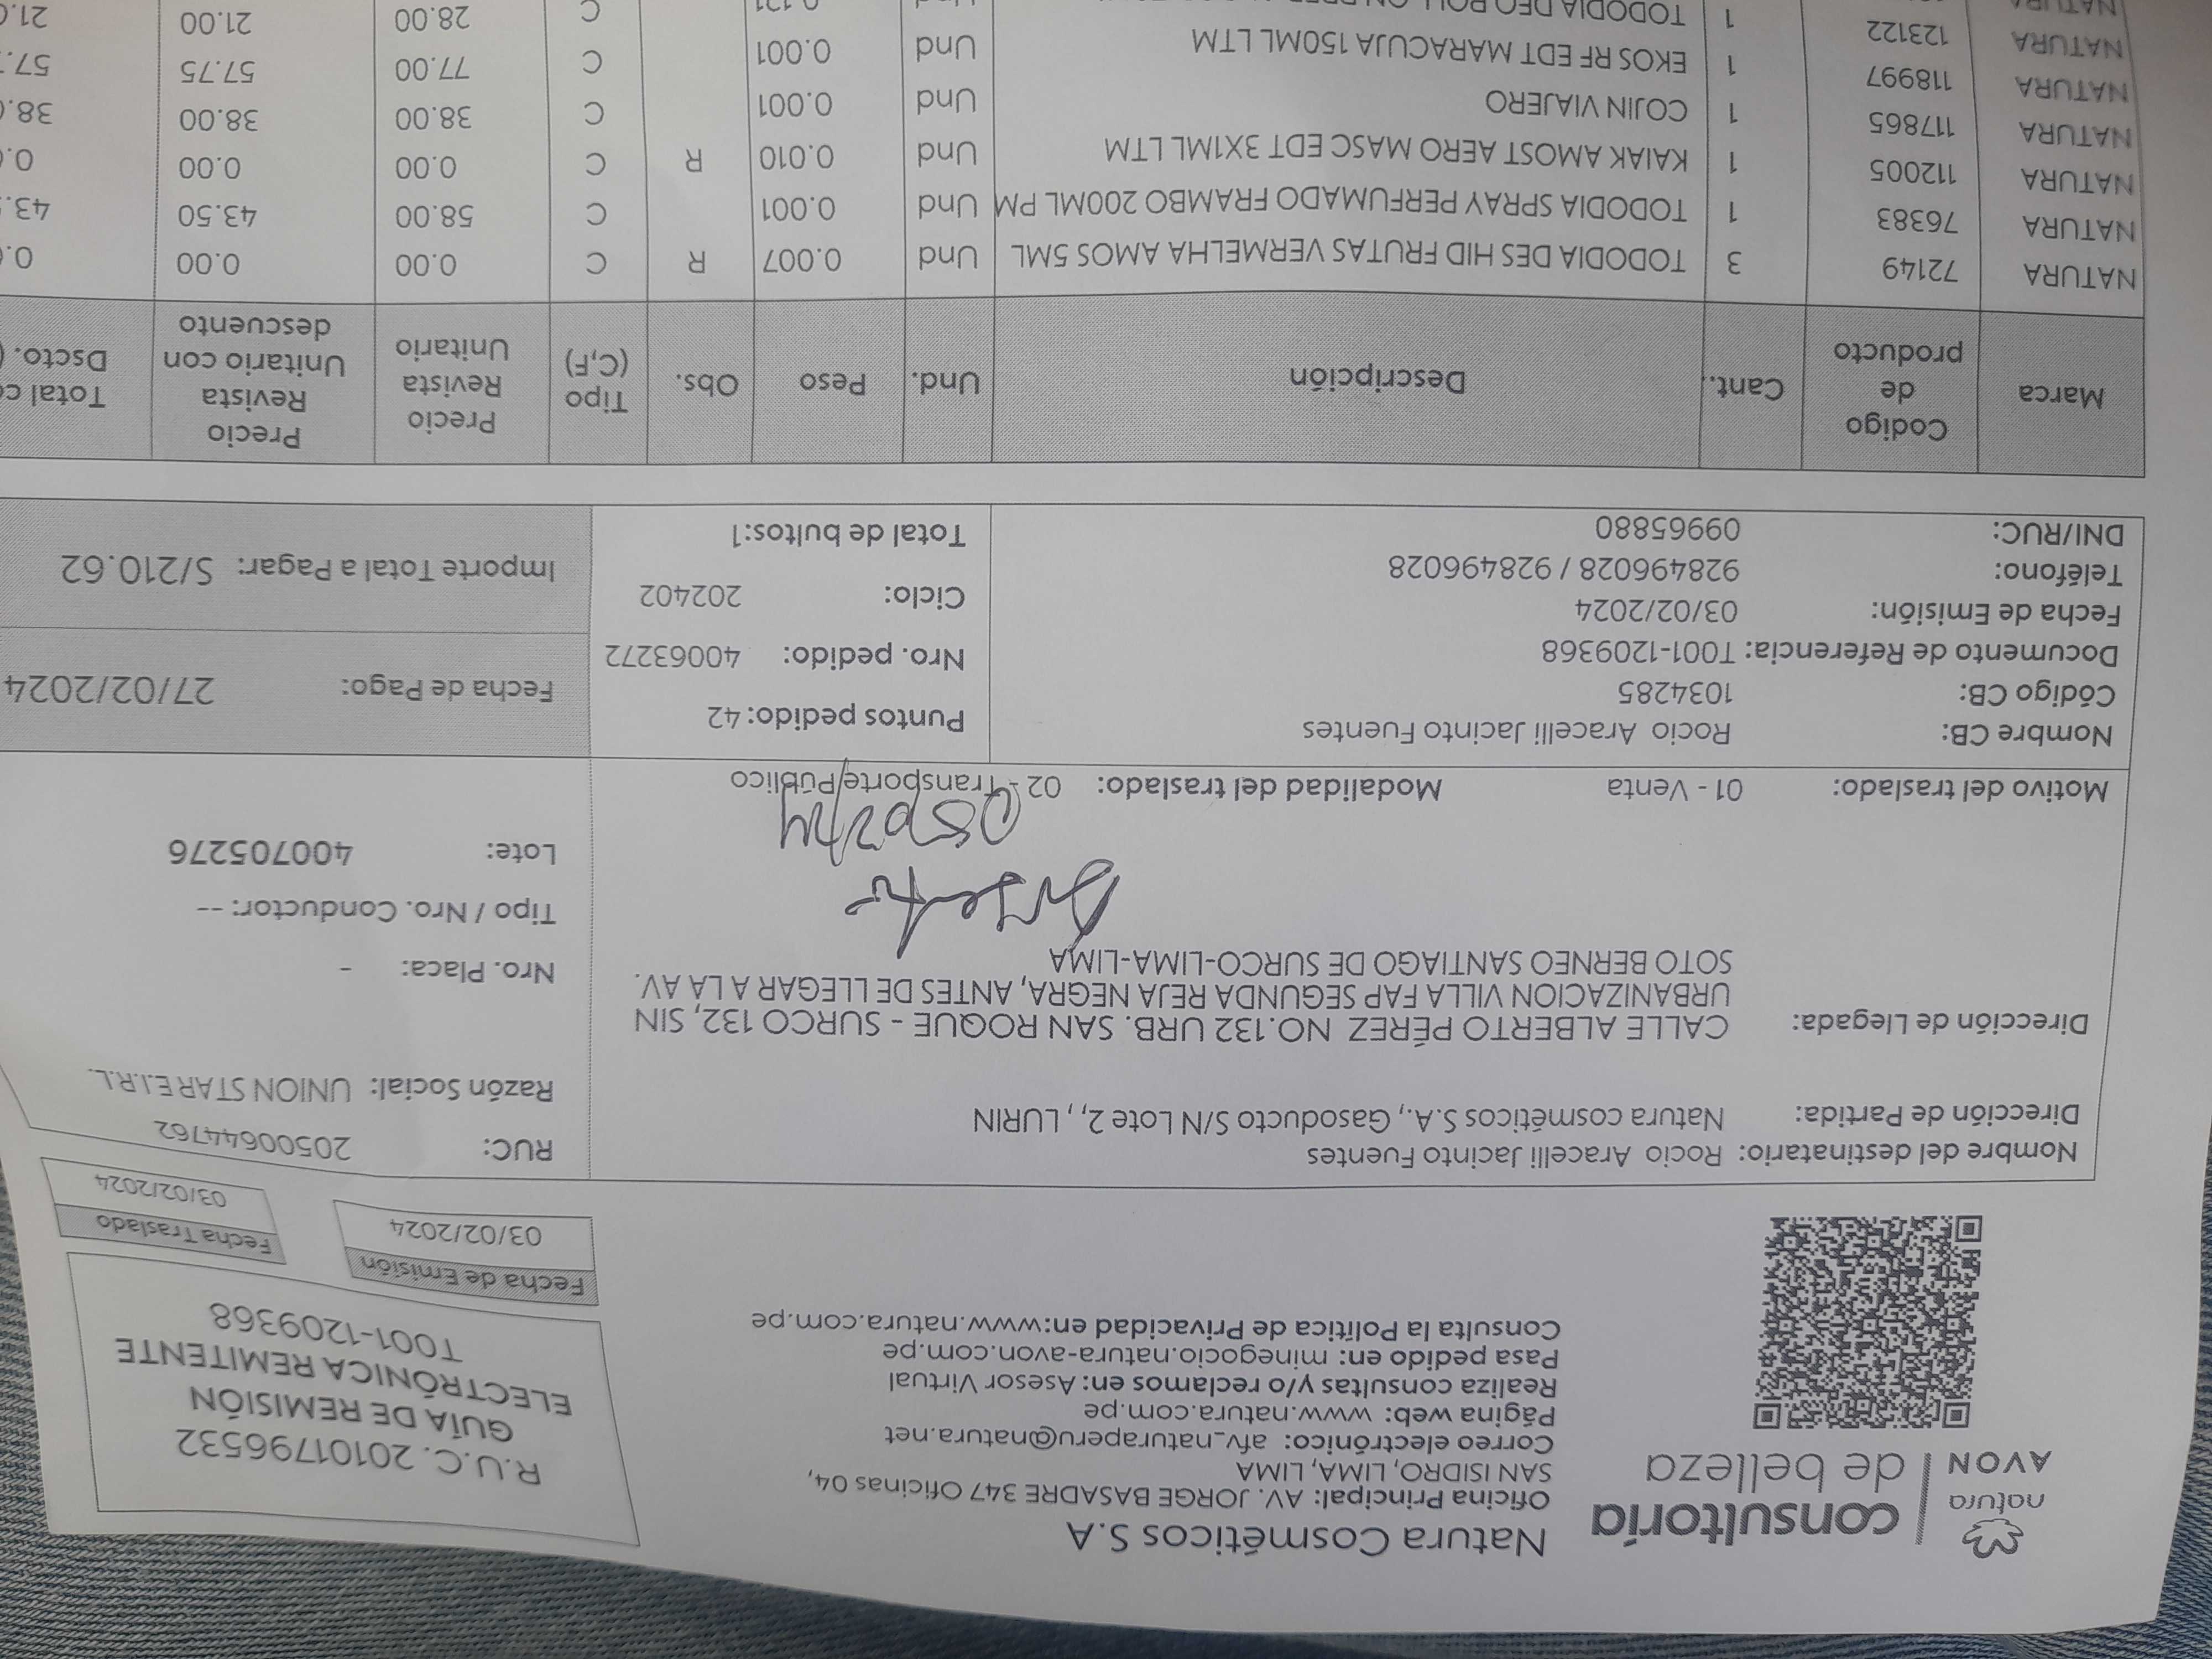 natura
AVON
consultoría
de belleza
Natura Cosméticos S.A
Oficina Principal: AV. JORGE BASADRE 347 Oficinas 04,
SAN ISIDRO, LIMA, LIMA
Correo electrónico: afv_naturaperu@natura.net
Página web: www.natura.com.pe
Realiza consultas y/o reclamos en: Asesor Virtual
Pasa pedido en: minegocio.natura-avon.com.pe
Consulta la Política de Privacidad en:www.natura.com.pe
R.U.C. 20101796532
GUÍA DE REMISIÓN
ELECTRÓNICA REMITENTE
T001-1209368
Fecha de Emisión
03/02/2024
Fecha Traslado
03/02/2024
Nombre del destinatario: Rocio Aracelli Jacinto Fuentes
Dirección de Partida: Natura cosméticos S.A., Gasoducto S/N Lote 2, , LURIN
Dirección de Llegada: CALLE ALBERTO PÉREZ NO.132 URB. SAN ROQUE - SURCO 132, SIN
URBANIZACION VILLA FAP SEGUNDA REJA NEGRA, ANTES DE LLEGAR A LA AV.
SOTO BERNEO SANTIAGO DE SURCO-LIMA-LIMA
Motivo del traslado: 01 - Venta Modalidad del traslado: 02 - Transporte Público
RUC: 20500644762
Razón Social: UNION STAR E.I.R.L.
Nro. Placa: -
Tipo / Nro. Conductor: --
Lote: 400705276
Nombre CB: Rocio Aracelli Jacinto Fuentes
Código CB: 1034285
Documento de Referencia: T001-1209368
Fecha de Emisión: 03/02/2024
Teléfono: 928496028 / 928496028
DNI/RUC: 09965880
Puntos pedido: 42
Nro. pedido: 40063272
Ciclo: 202402
Total de bultos:1
Fecha de Pago: 27/02/2024
Importe Total a Pagar: S/210.62
Marca Codigo de producto Cant. Descripción Und. Peso Obs. Tipo (C,F) Precio Revista Unitario Precio Revista Unitario con descuento Total Dscto.
NATURA 72149 3 TODODIA DES HID FRUTAS VERMELHA AMOS 5ML Und 0.007 R C 0.00 0.00
NATURA 76383 1 TODODIA SPRAY PERFUMADO FRAMBO 200ML PM Und 0.001 C 58.00 43.50
NATURA 112005 1 KAIAK AMOST AERO MASC EDT 3X1ML LTM Und 0.010 R C 0.00 0.00
NATURA 117865 1 COJIN VIAJERO Und 0.001 C 38.00 38.00
NATURA 118997 1 EKOS RF EDT MARACUJA 150ML LTM Und 0.001 C 77.00 57.75
NATURA 123122 1 TODODIA DEO ROLL-ON C 28.00 21.00
NATURA